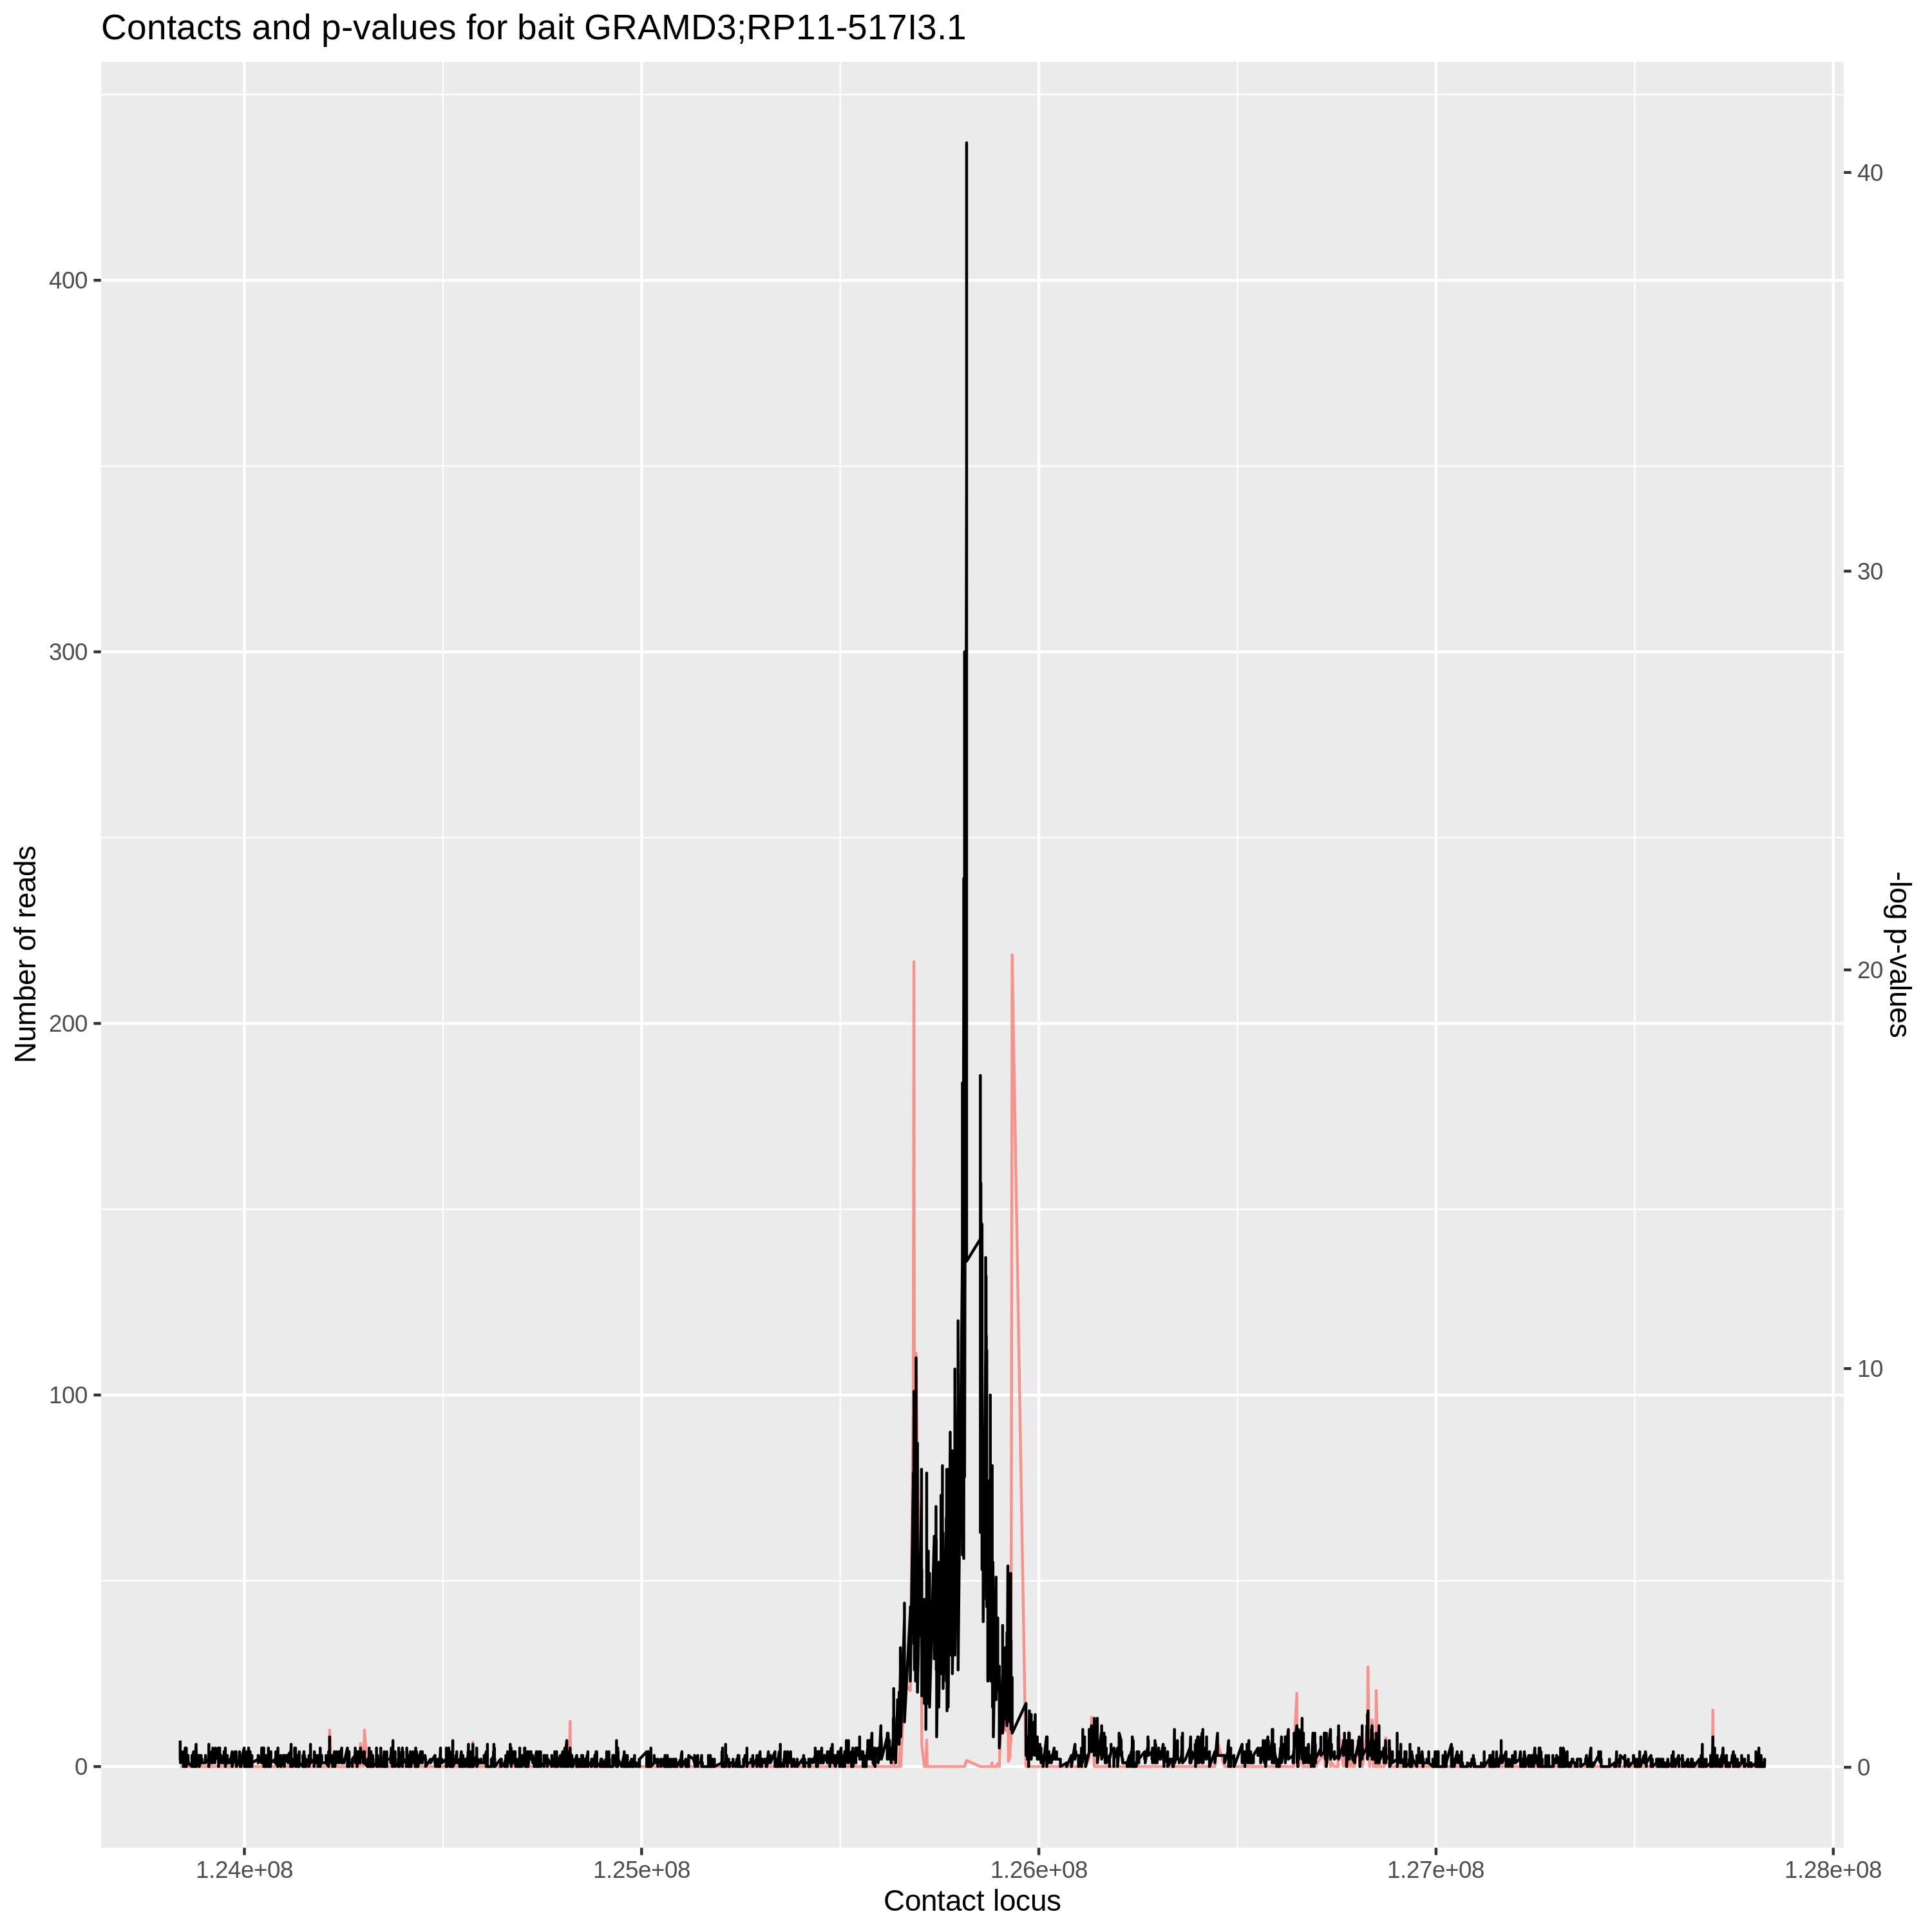 Contacts and p-values for bait GRAMD3;RP11-517I3.1
400
300
200
100
0
Number of reads
40
30
20
10
0
-log p-values
1.24e+08
1.25e+08
1.26e+08
1.27e+08
1.28e+08
Contact locus